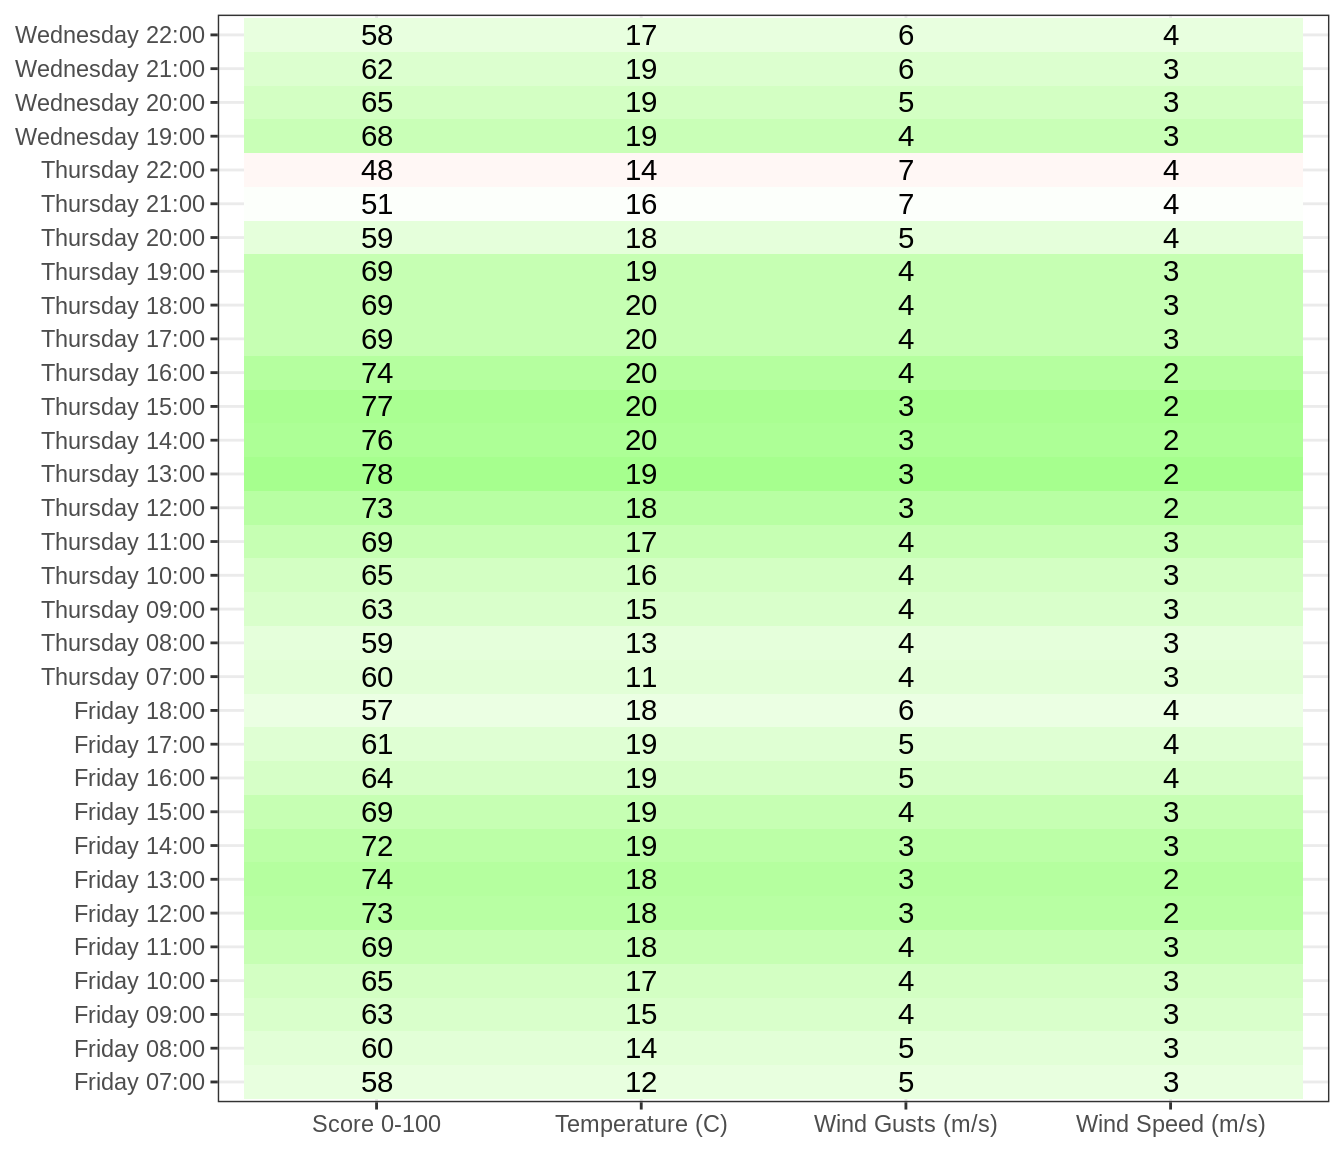 Wednesday 22:00 58 17 6 4
Wednesday 21:00 62 19 6 3
Wednesday 20:00 65 19 5 3
Wednesday 19:00 68 19 4 3
Thursday 22:00 48 14 7 4
Thursday 21:00 51 16 7 4
Thursday 20:00 59 18 5 4
Thursday 19:00 69 19 4 3
Thursday 18:00 69 20 4 3
Thursday 17:00 69 20 4 3
Thursday 16:00 74 20 4 2
Thursday 15:00 77 20 3 2
Thursday 14:00 76 20 3 2
Thursday 13:00 78 19 3 2
Thursday 12:00 73 18 3 2
Thursday 11:00 69 17 4 3
Thursday 10:00 65 16 4 3
Thursday 09:00 63 15 4 3
Thursday 08:00 59 13 4 3
Thursday 07:00 60 11 4 3
Friday 18:00 57 18 6 4
Friday 17:00 61 19 5 4
Friday 16:00 64 19 5 4
Friday 15:00 69 19 4 3
Friday 14:00 72 19 3 3
Friday 13:00 74 18 3 2
Friday 12:00 73 18 3 2
Friday 11:00 69 18 4 3
Friday 10:00 65 17 4 3
Friday 09:00 63 15 4 3
Friday 08:00 60 14 5 3
Friday 07:00 58 12 5 3
Score 0-100 Temperature (C) Wind Gusts (m/s) Wind Speed (m/s)